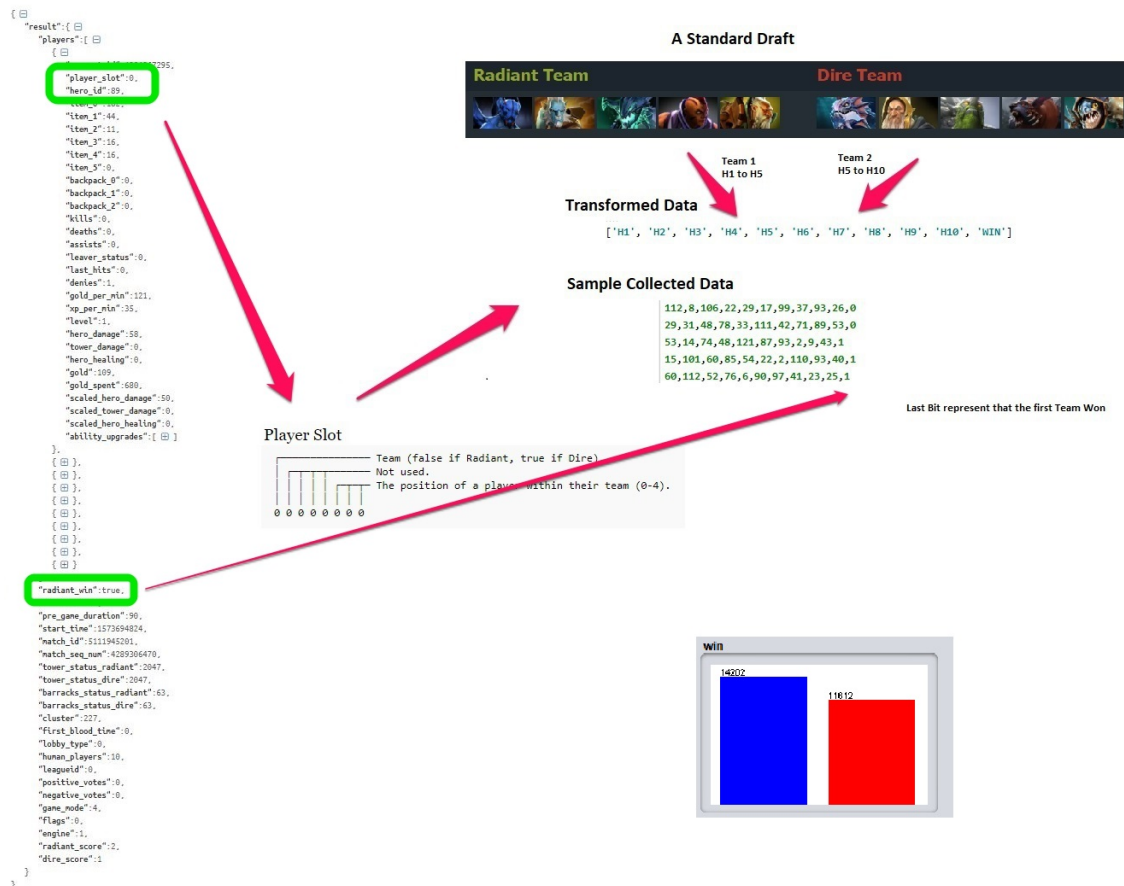 {
"result":{
"players":[
{
7295,
"player_slot":0,
"hero_id":89,
"item_1":44,
"item_2":11,
"item_3":16,
"item_4":16,
"item_5":0,
"backpack_0":0,
"backpack_1":0,
"backpack_2":0,
"kills":0,
"deaths":0,
"assists":0,
"leaver_status":0,
"last_hits":0,
"denies":1,
"gold_per_min":121,
"xp_per_min":35,
"level":1,
"hero_damage":58,
"tower_damage":0,
"hero_healing":0,
"gold":109,
"gold_spent":680,
"scaled_hero_damage":50,
"scaled_tower_damage":0,
"scaled_hero_healing":0,
"ability_upgrades":[ ]
},
{ },
{ },
{ },
{ },
{ },
{ },
{ },
{ },
{ }
"radiant_win":true,
"pre_game_duration":90,
"start_time":1573694824,
"match_id":5111945201,
"match_seq_num":4289306470,
"tower_status_radiant":2047,
"tower_status_dire":2047,
"barracks_status_radiant":63,
"barracks_status_dire":63,
"cluster":227,
"first_blood_time":0,
"lobby_type":0,
"human_players":10,
"leagueid":0,
"positive_votes":0,
"negative_votes":0,
"game_mode":4,
"flags":0,
"engine":1,
"radiant_score":2,
"dire_score":1
}
}
A Standard Draft
Radiant Team Dire Team
Team 1
H1 to H5
Team 2
H5 to H10
Transformed Data
['H1', 'H2', 'H3', 'H4', 'H5', 'H6', 'H7', 'H8', 'H9', 'H10', 'WIN']
Sample Collected Data
112,8,106,22,29,17,99,37,93,26,0
29,31,48,78,33,111,42,71,89,53,0
53,14,74,48,121,87,93,2,9,43,1
15,101,60,85,54,22,2,110,93,40,1
60,112,52,76,6,90,97,41,23,25,1
Last Bit represent that the first Team Won
Player Slot
Team (false if Radiant, true if Dire)
Not used.
The position of a player within their team (0-4).
0 0 0 0 0 0 0 0
win
14202
11612